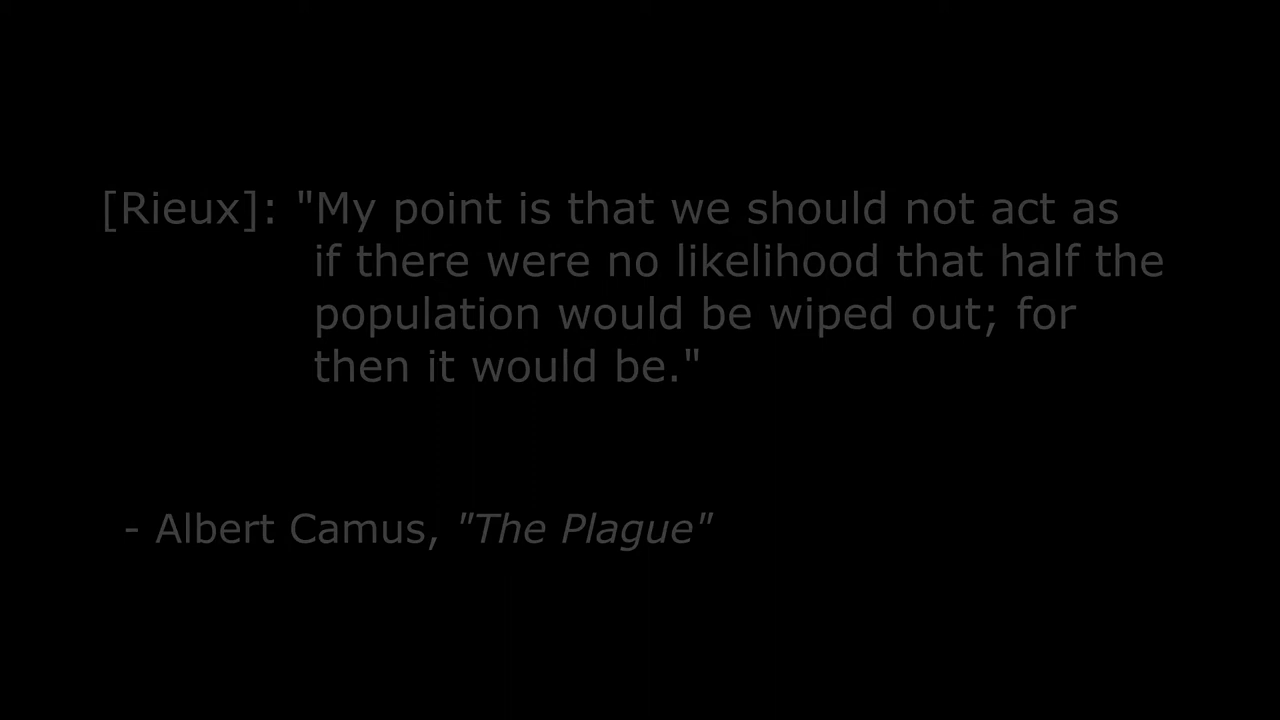 [Rieux]: "My point is that we should not act as
if there were no likelihood that half the
population would be wiped out; for
then it would be."
- Albert Camus, "The Plague"